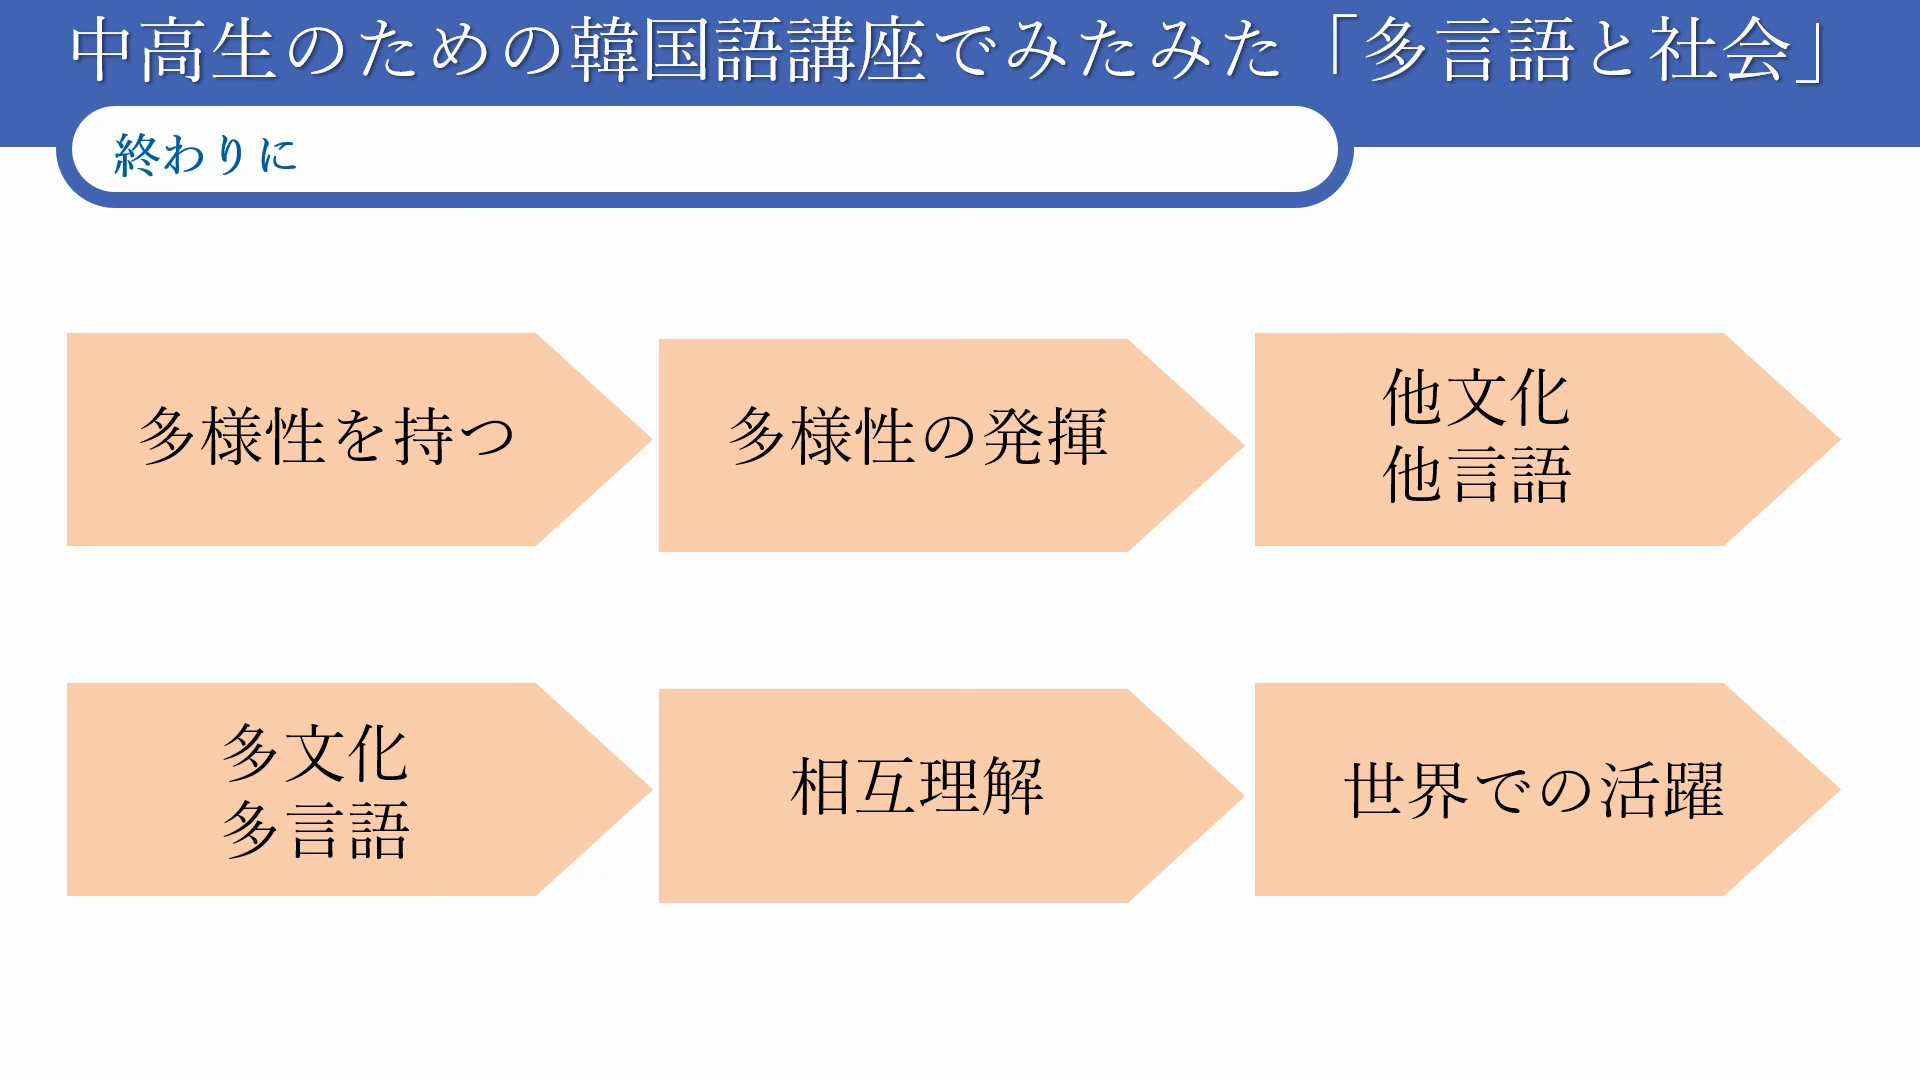 中高生のための韓国語講座でみたみた「多言語と社会」
終わりに
多様性を持つ
多様性の発揮
他文化
他言語
多文化
多言語
相互理解
世界での活躍